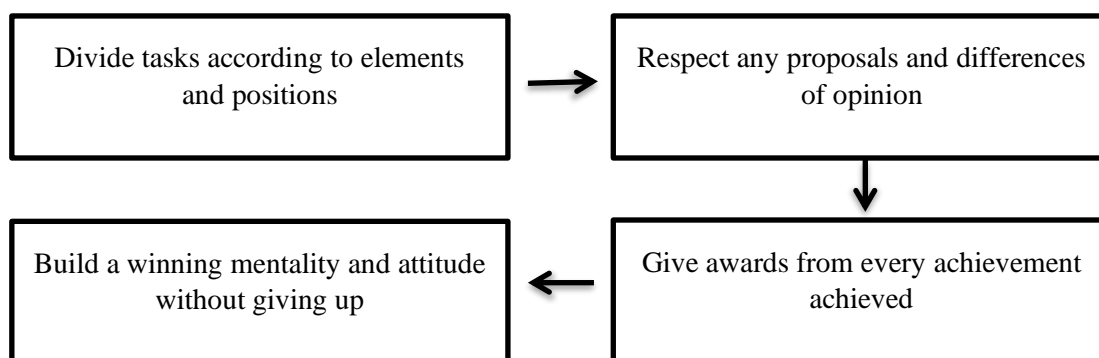 Divide tasks according to elements
and positions
Respect any proposals and differences
of opinion
Give awards from every achievement
achieved
Build a winning mentality and attitude
without giving up